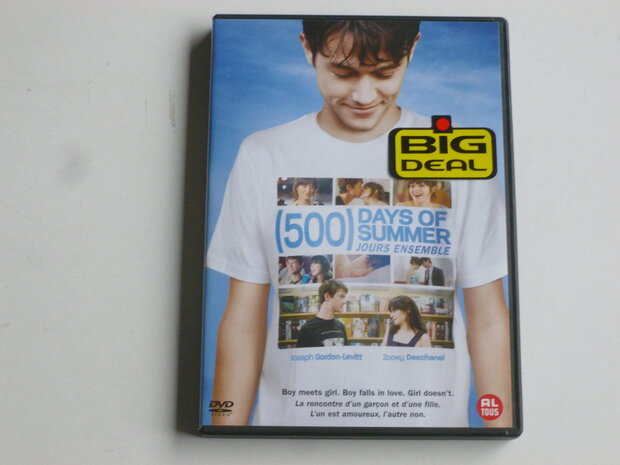 BIG
DEAL
(500) DAYS OF
SUMMER
JOURS ENSEMBLE
Joseph Gordon-Levitt Zooey Deschanel
Boy meets girl. Boy falls in love. Girl doesn't.
La rencontre d'un garçon et d'une fille.
L'un est amoureux, l'autre non.
DVD
VIDEO
AL
TOUS